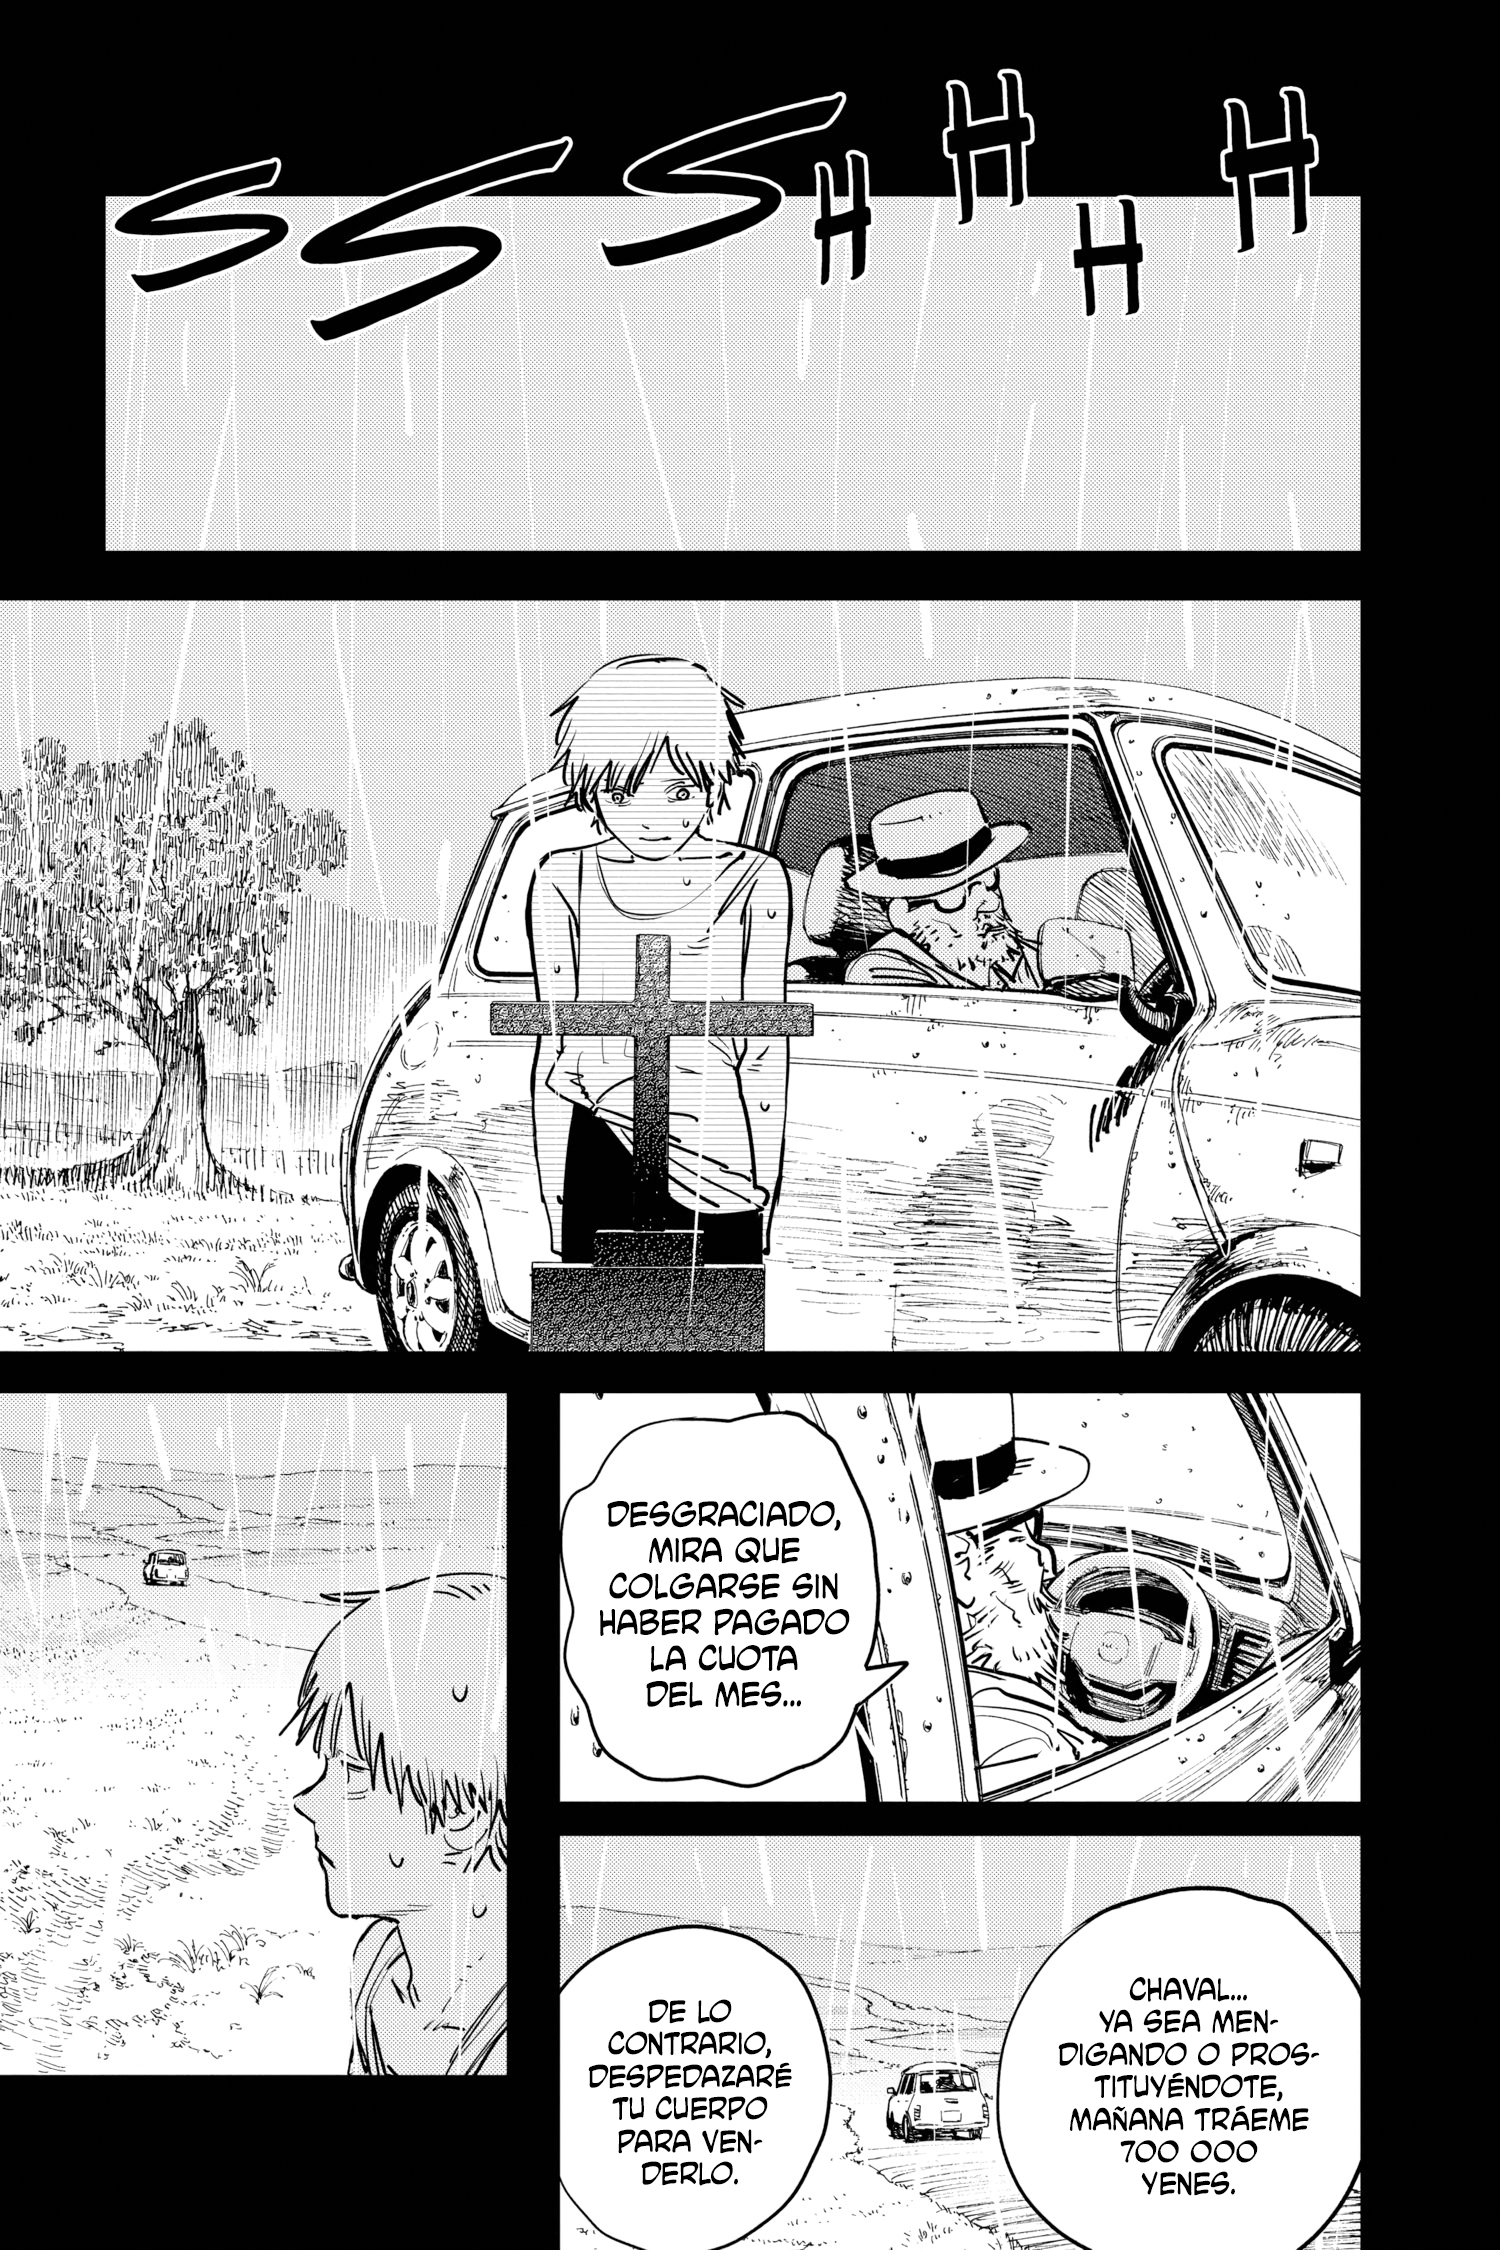 SSSHHHH
DESGRACIADO,
MIRA QUE
COLGARSE SIN
HABER PAGADO
LA CUOTA
DEL MES...
CHAVAL...
YA SEA MEN-
DIGANDO O PROS-
TITUYÉNDOTE,
MAÑANA TRÁEME
700 000
YENES.
DE LO
CONTRARIO,
DESPEDAZARÉ
TU CUERPO
PARA VEN-
DERLO.